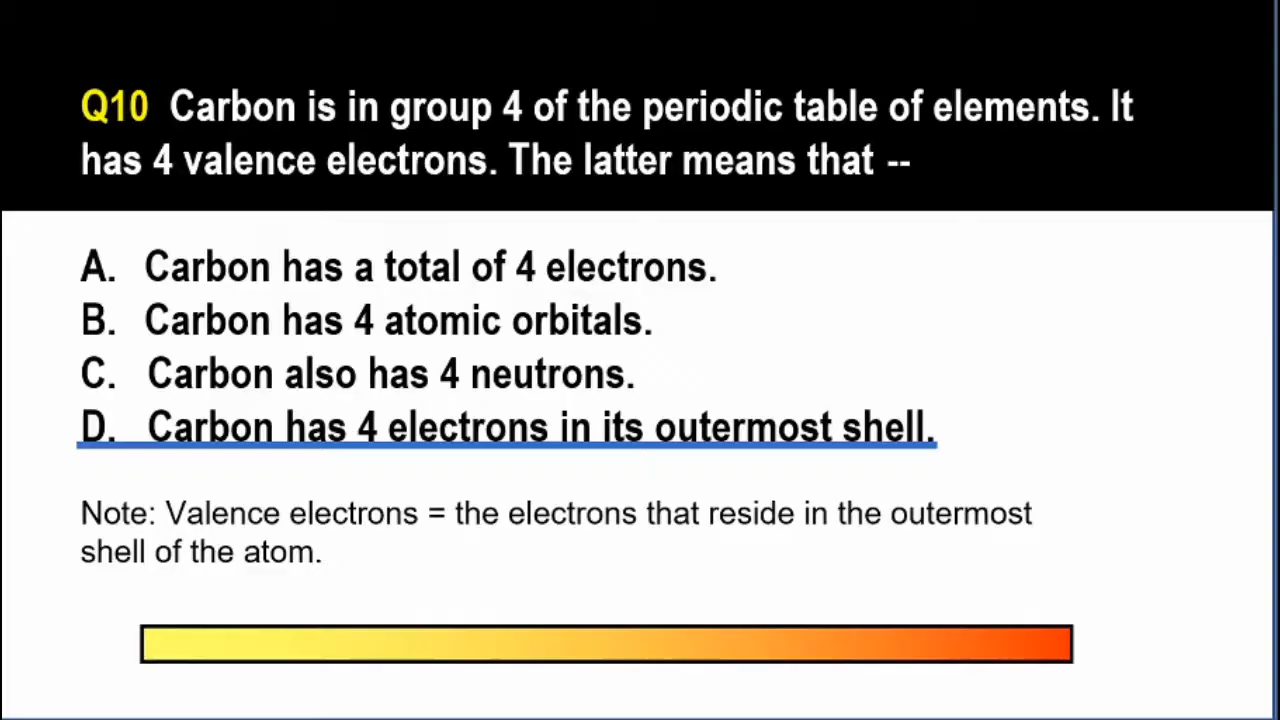 Q10 Carbon is in group 4 of the periodic table of elements. It
has 4 valence electrons. The latter means that --
A. Carbon has a total of 4 electrons.
B. Carbon has 4 atomic orbitals.
C. Carbon also has 4 neutrons.
D. Carbon has 4 electrons in its outermost shell.
Note: Valence electrons = the electrons that reside in the outermost
shell of the atom.